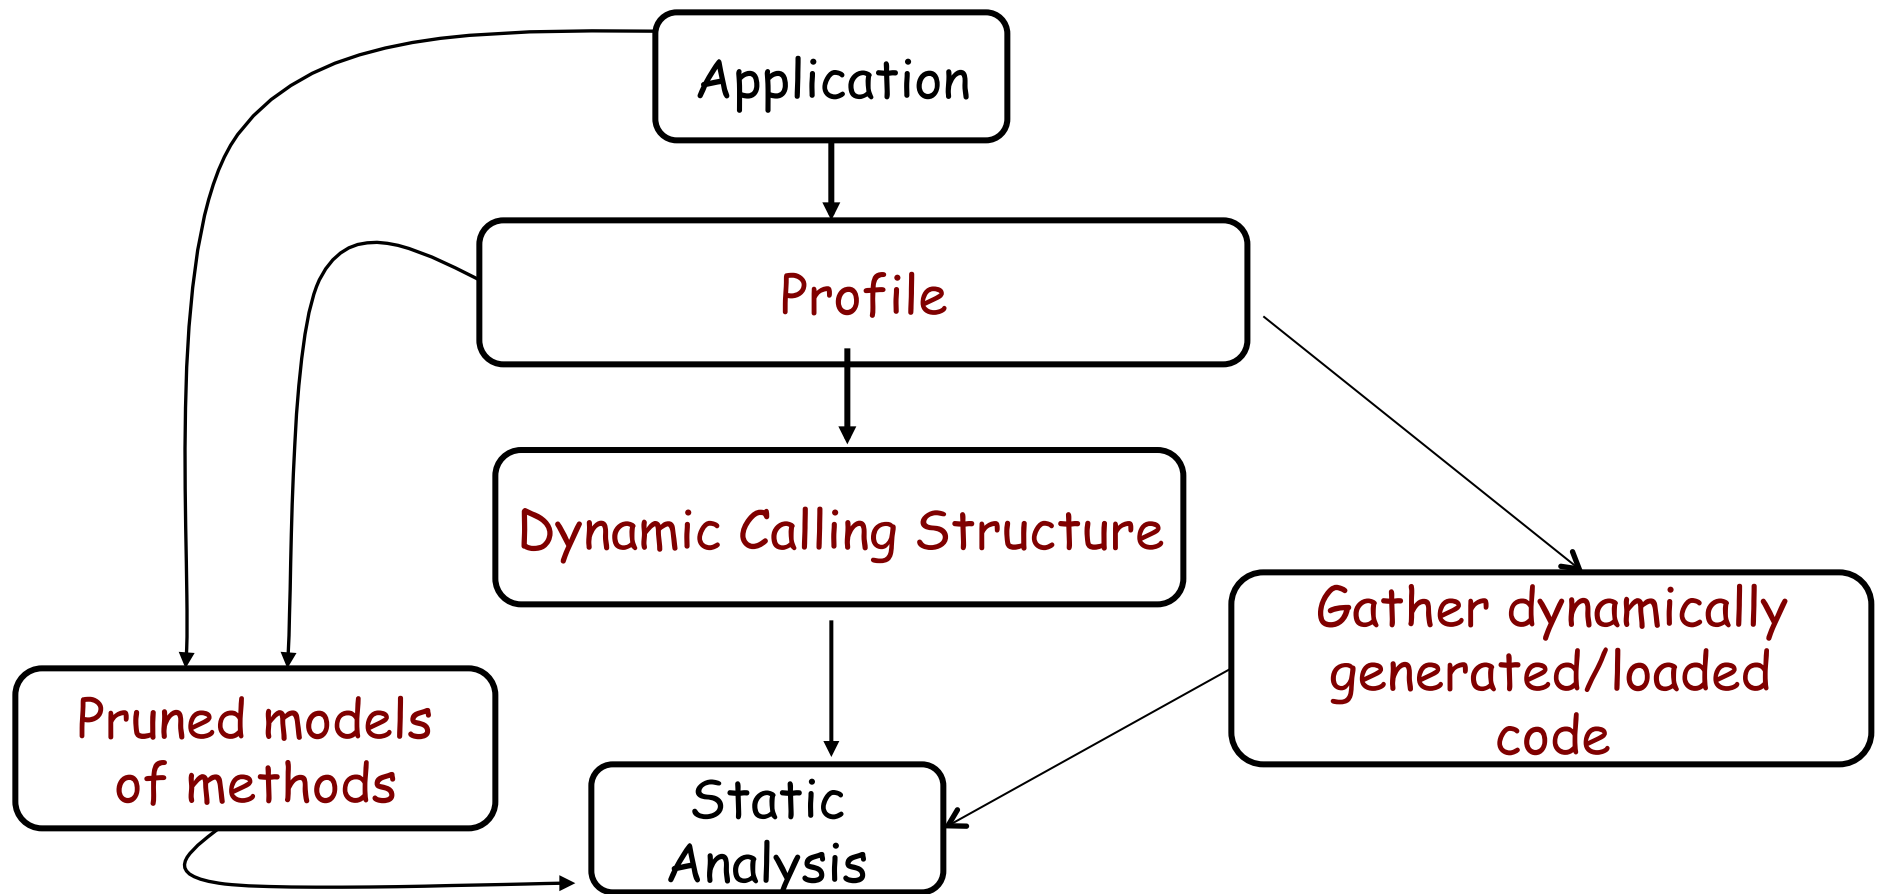 Application
Profile
Dynamic Calling Structure
Gather dynamically
generated/loaded
code
Pruned models
of methods
Static
Analysis